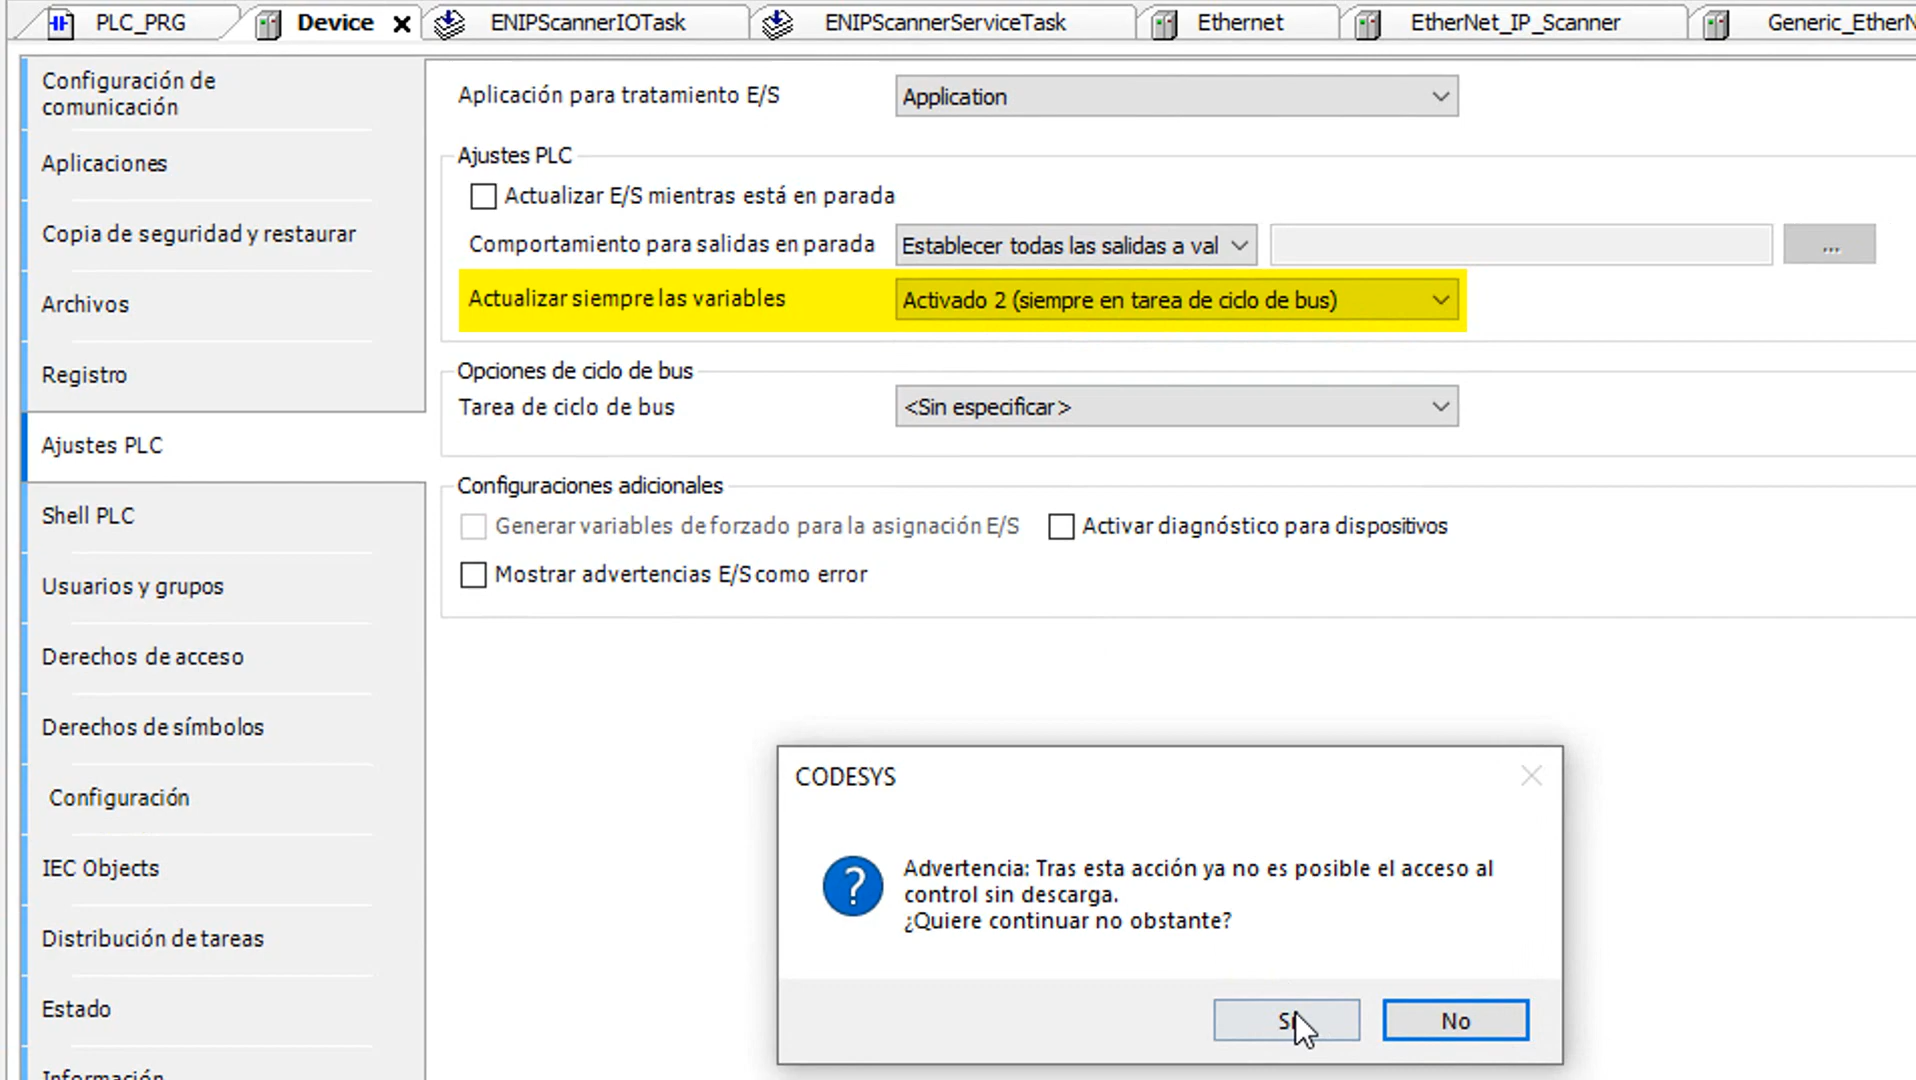 PLC_PRG
Device
ENIPScannerIOTask
ENIPScannerServiceTask
Ethernet
EtherNet_IP_Scanner
Generic_EtherN
Configuración de
comunicación
Aplicaciones
Copia de seguridad y restaurar
Archivos
Registro
Ajustes PLC
Shell PLC
Usuarios y grupos
Derechos de acceso
Derechos de símbolos
Configuración
IEC Objects
Distribución de tareas
Estado
Información
Aplicación para tratamiento E/S
Application
Ajustes PLC
Actualizar E/S mientras está en parada
Comportamiento para salidas en parada
Establecer todas las salidas a val
...
Actualizar siempre las variables
Activado 2 (siempre en tarea de ciclo de bus)
Opciones de ciclo de bus
Tarea de ciclo de bus
<Sin especificar>
Configuraciones adicionales
Generar variables de forzado para la asignación E/S
Activar diagnóstico para dispositivos
Mostrar advertencias E/S como error
CODESYS
Advertencia: Tras esta acción ya no es posible el acceso al
control sin descarga.
¿Quiere continuar no obstante?
No